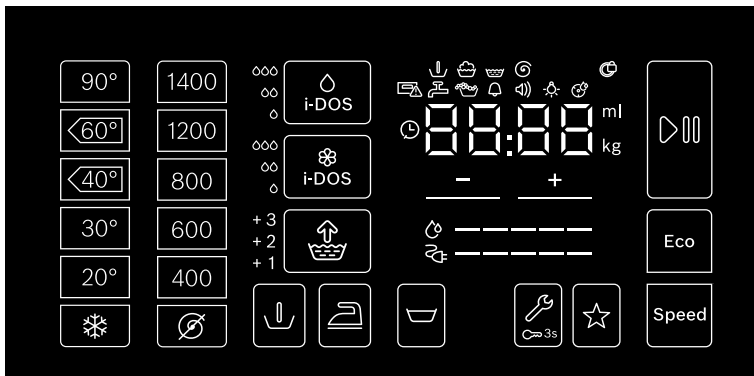 90°
60°
40°
30°
20°
1400
1200
800
600
400
i-DOS
i-DOS
+ 3
+ 2
+ 1
88:88
ml
kg
− +
3s
Eco
Speed